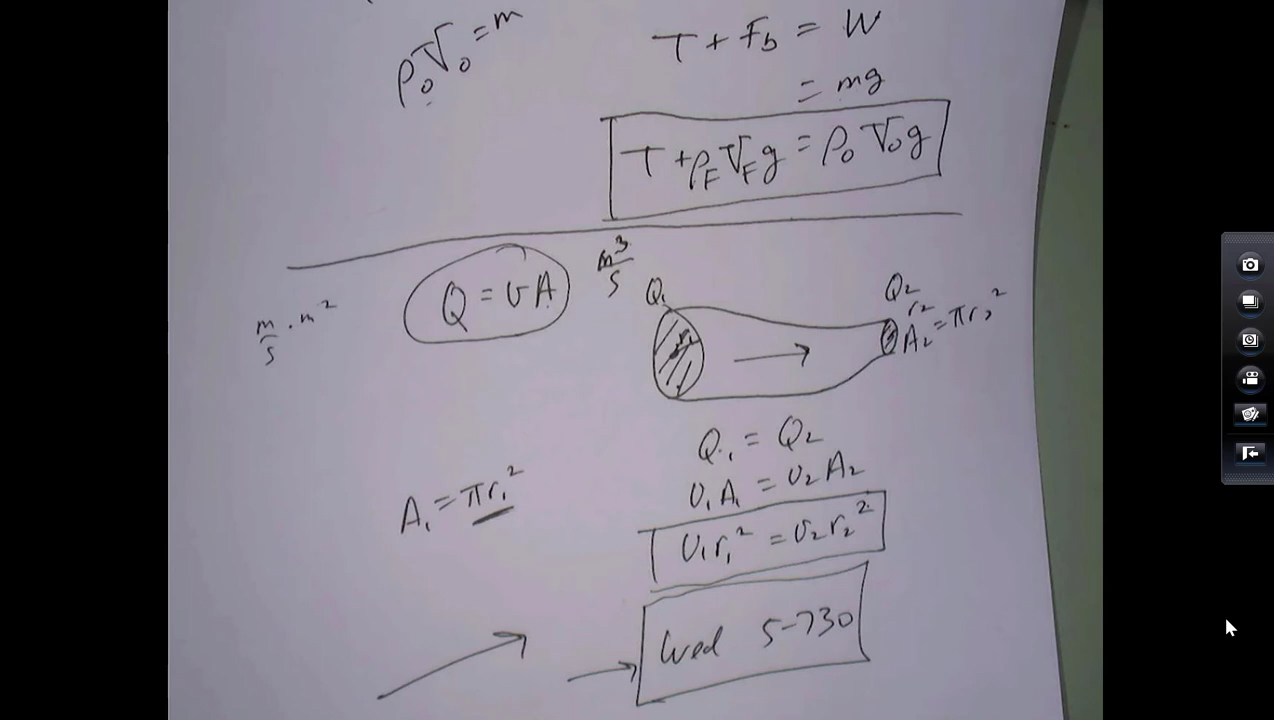 ρ₀V₀ = m
T + F_b = W
= mg
T + ρ_F V_F g = ρ₀ V₀ g
Q = vA
m³/s
m/s · m²
Q₁
r₁
Q₂
r₂
A₂ = πr₂²
Q₁ = Q₂
v₁A₁ = v₂A₂
A₁ = πr₁²
v₁r₁² = v₂r₂²
Wed 5-730